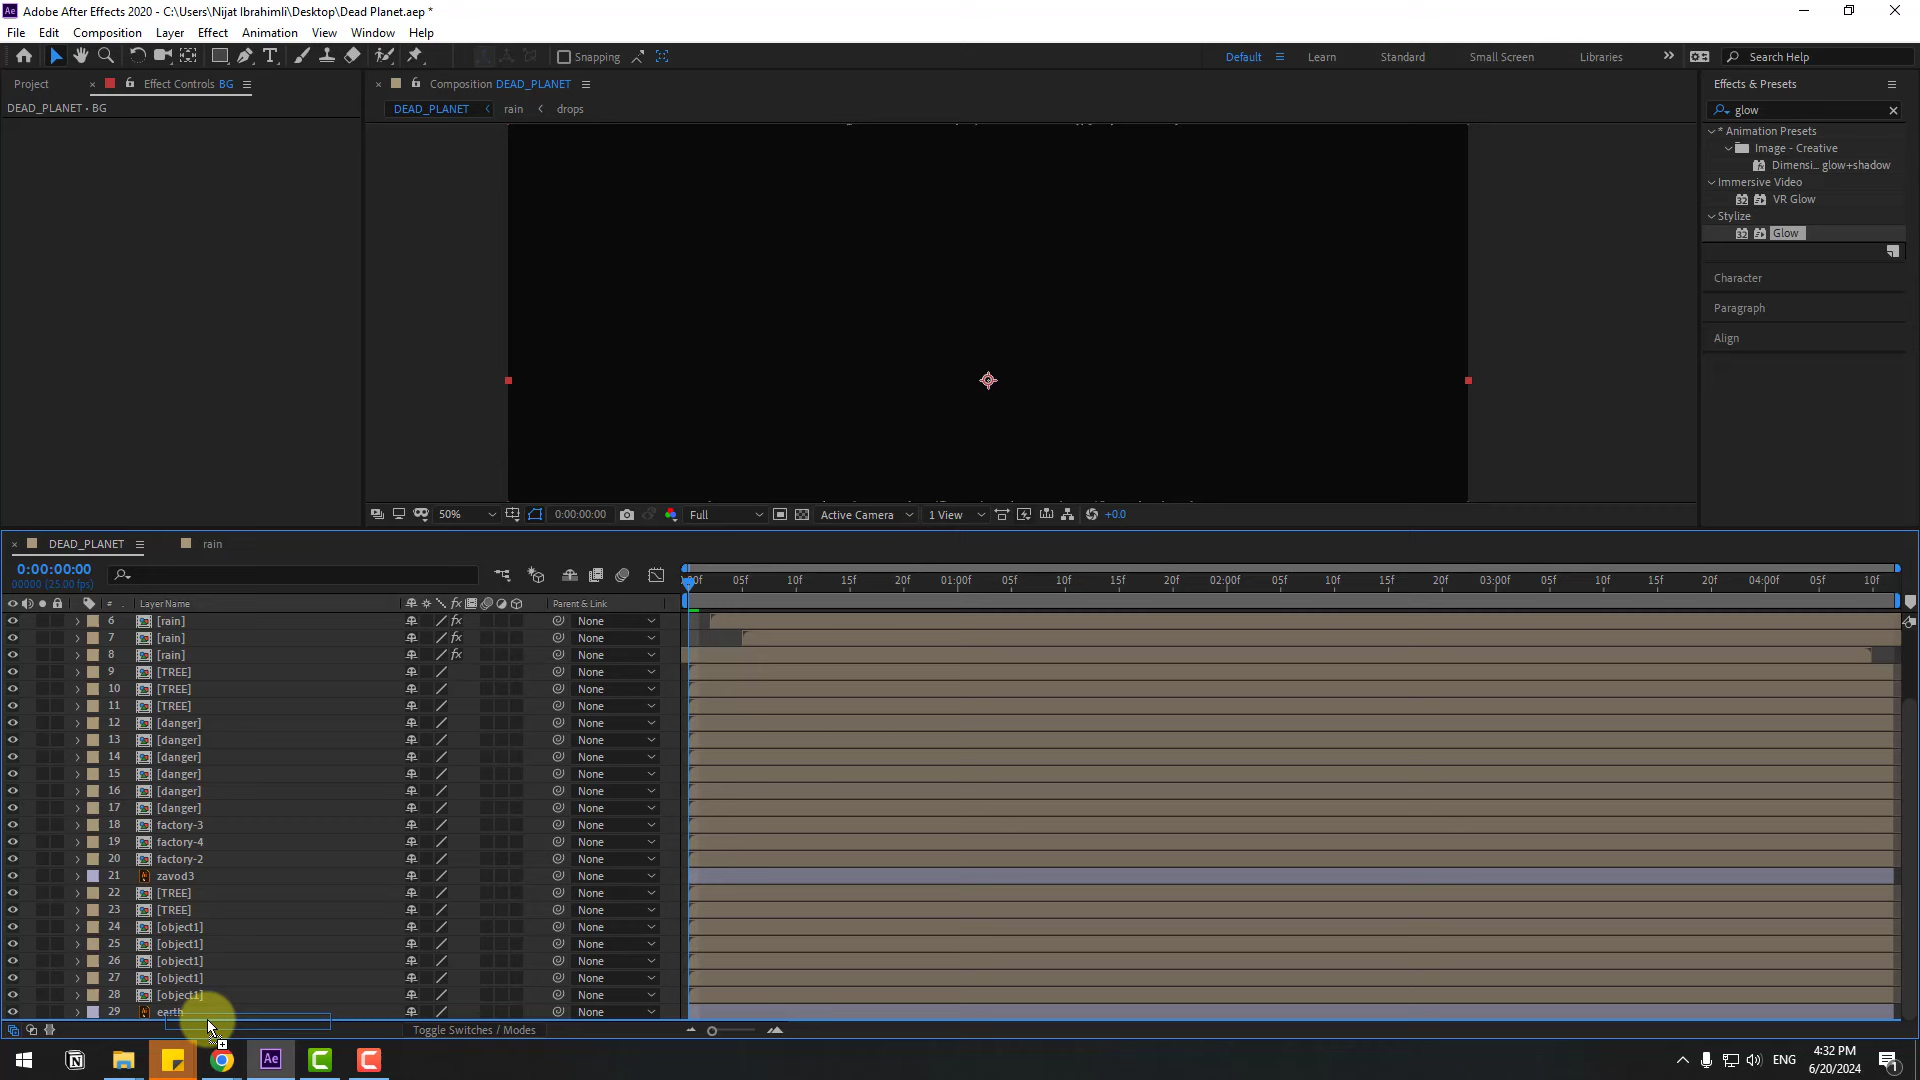 Adobe After Effects 2020 - C:\Users\Nijat Ibrahimli\Desktop\Dead Planet.aep *
File Edit Composition Layer Effect Animation View Window Help
Snapping Default Learn Standard Small Screen Libraries Search Help
Project Effect Controls BG
DEAD_PLANET • BG
Composition DEAD_PLANET
DEAD_PLANET rain drops
Effects & Presets
glow
* Animation Presets
Image - Creative
Dimensi... glow+shadow
Immersive Video
VR Glow
Stylize
Glow
Character
Paragraph
Align
50% 0:00:00:00 Full Active Camera 1 View +0.0
DEAD_PLANET rain
0:00:00:00
00000 (25.00 fps)
:00f 05f 10f 15f 20f 01:00f 05f 10f 15f 20f 02:00f 05f 10f 15f 20f 03:00f 05f 10f 15f 20f 04:00f 05f 10f
# Layer Name fx Parent & Link
6 [rain] fx None
7 [rain] fx None
8 [rain] fx None
9 [TREE] None
10 [TREE] None
11 [TREE] None
12 [danger] None
13 [danger] None
14 [danger] None
15 [danger] None
16 [danger] None
17 [danger] None
18 factory-3 None
19 factory-4 None
20 factory-2 None
21 zavod3 None
22 [TREE] None
23 [TREE] None
24 [object1] None
25 [object1] None
26 [object1] None
27 [object1] None
28 [object1] None
29 earth None
Toggle Switches / Modes
ENG
4:32 PM
6/20/2024
1